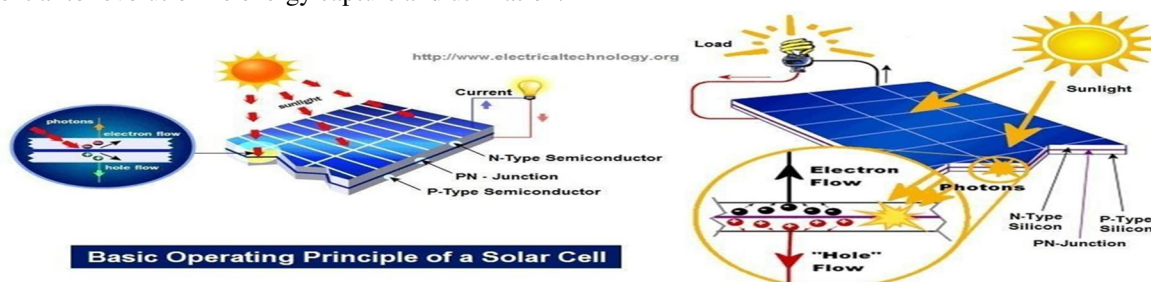 http://www.electricaltechnology.org
sunlight
Current
photons
electron flow
hole flow
N-Type Semiconductor
PN - Junction
P-Type Semiconductor
Basic Operating Principle of a Solar Cell
Load
Sunlight
Electron
Flow
Photons
N-Type
Silicon
P-Type
Silicon
PN-Junction
"Hole"
Flow